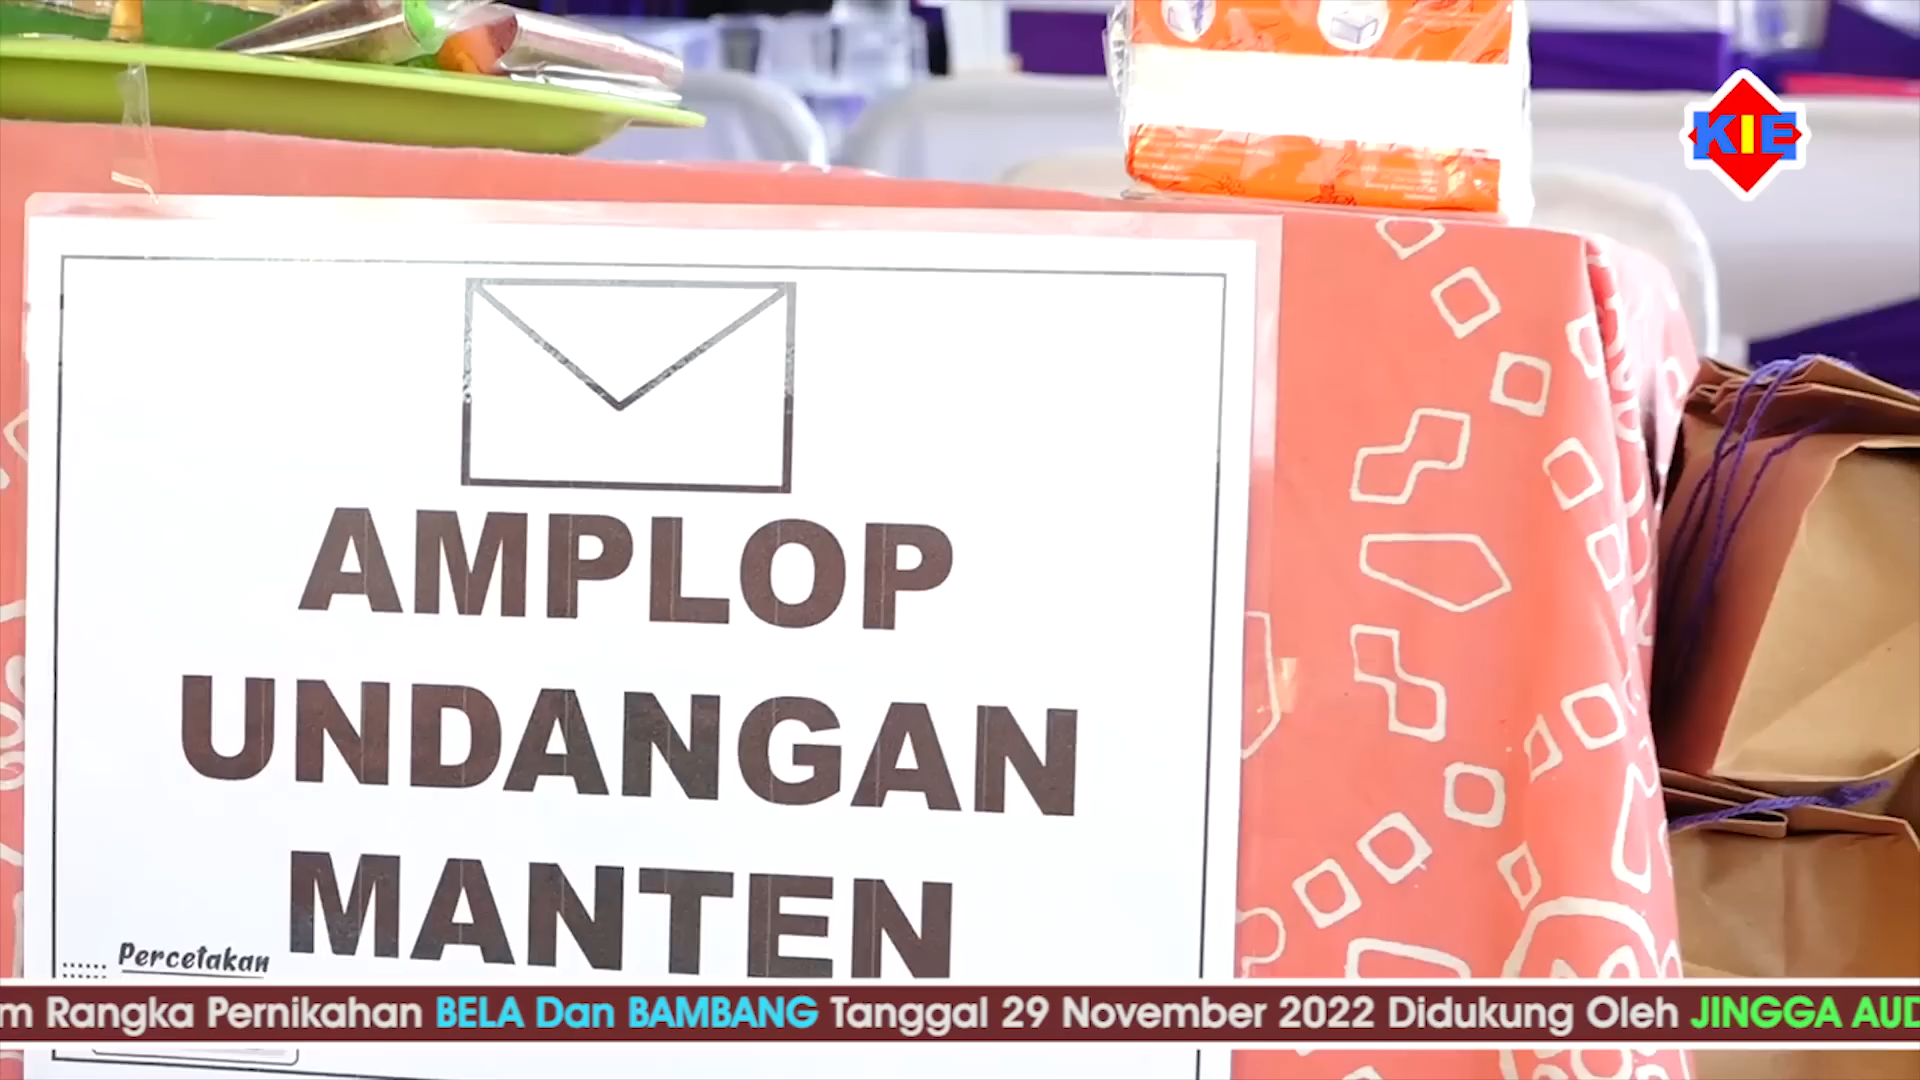 KIE
AMPLOP
UNDANGAN
MANTEN
Percetakan
m Rangka Pernikahan BELA Dan BAMBANG Tanggal 29 November 2022 Didukung Oleh JINGGA AUD